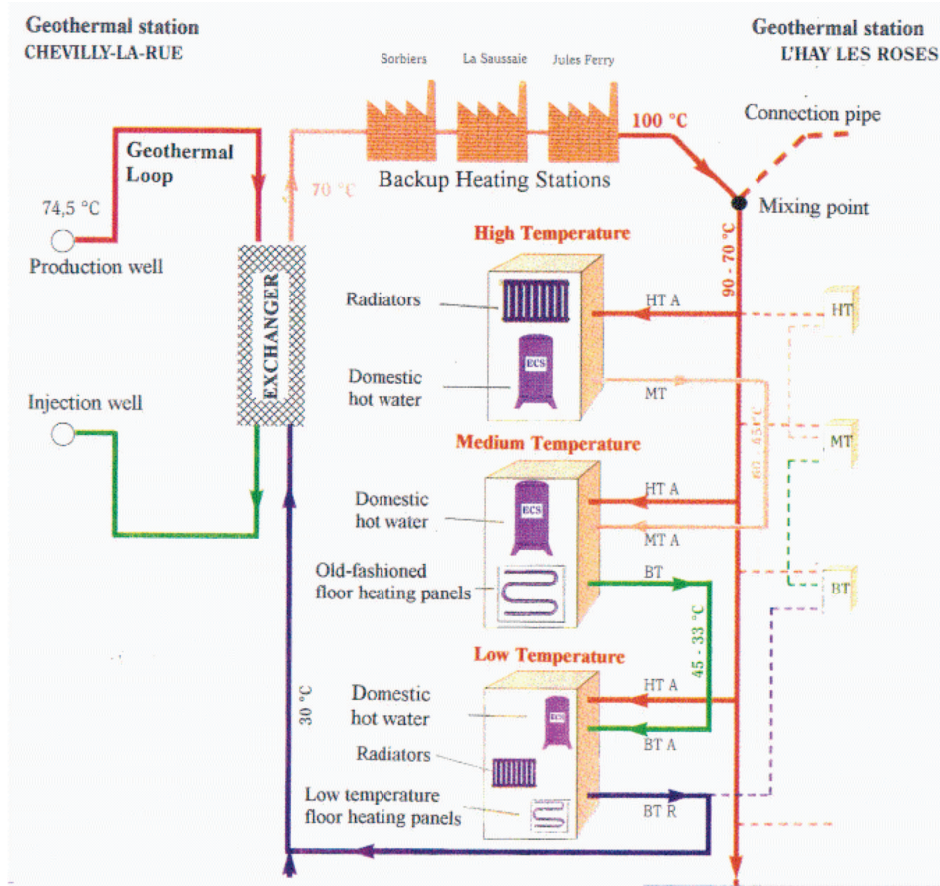 Geothermal station
CHEVILLY-LA-RUE
Geothermal station
L'HAY LES ROSES
Sorbiers
La Saussaie
Jules Ferry
100 °C
Connection pipe
Geothermal
Loop
70 °C
Backup Heating Stations
Mixing point
74,5 °C
Production well
High Temperature
90 - 70 °C
EXCHANGER
Radiators
HT A
HT
ECS
Domestic
hot water
MT
Injection well
Medium Temperature
MT
Domestic
hot water
ECS
HT A
MT A
Old-fashioned
floor heating panels
BT
BT
45 - 33 °C
Low Temperature
30 °C
Domestic
hot water
ECS
HT A
BT A
Radiators
Low temperature
floor heating panels
BT R